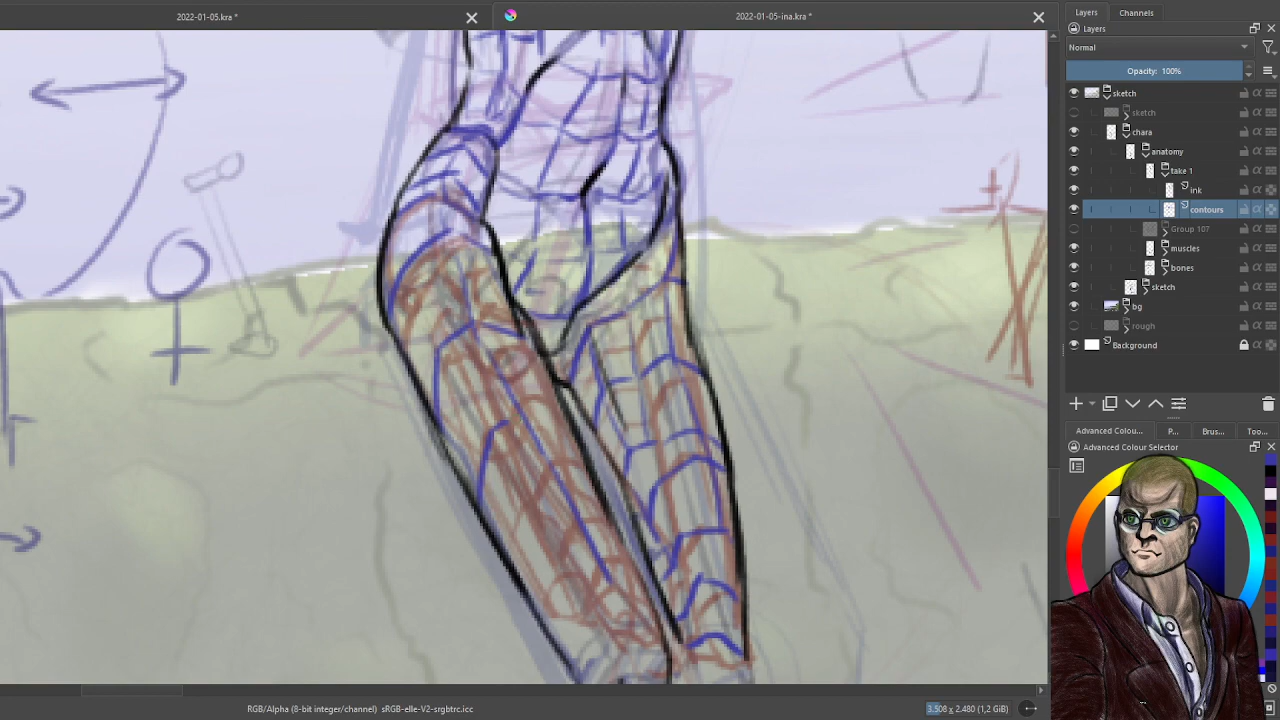 2022-01-05.kra *
2022-01-05-ina.kra *
Layers
Channels
Layers
Normal
Opacity: 100%
sketch
sketch
chara
anatomy
take 1
ink
contours
Group 107
muscles
bones
sketch
bg
rough
Background
Advanced Colou...
P...
Brus...
Too...
Advanced Colour Selector
RGB/Alpha (8-bit integer/channel) sRGB-elle-V2-srgbtrc.icc
3.508 x 2.480 (1,2 GiB)